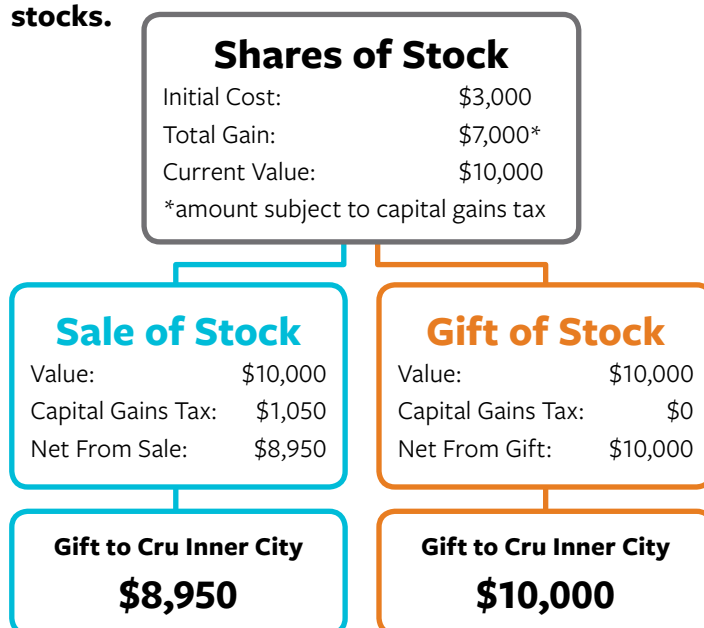 stocks.
Shares of Stock
Initial Cost: $3,000
Total Gain: $7,000*
Current Value: $10,000
*amount subject to capital gains tax
Sale of Stock
Value: $10,000
Capital Gains Tax: $1,050
Net From Sale: $8,950
Gift to Cru Inner City
$8,950
Gift of Stock
Value: $10,000
Capital Gains Tax: $0
Net From Gift: $10,000
Gift to Cru Inner City
$10,000